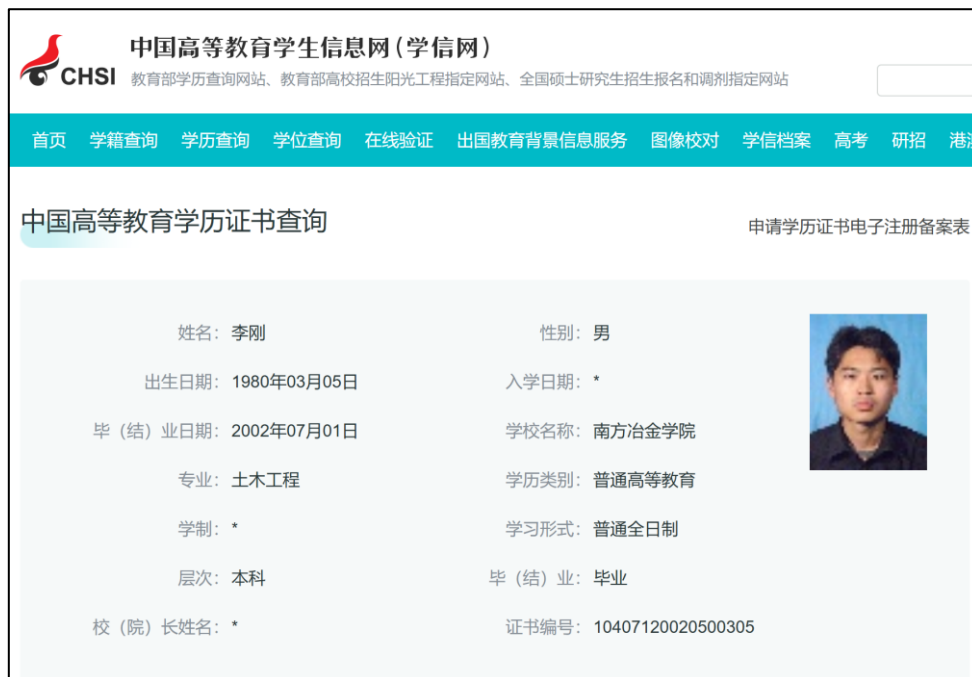 中国高等教育学生信息网(学信网)
CHSI 教育部学历查询网站、教育部高校招生阳光工程指定网站、全国硕士研究生招生报名和调剂指定网站
首页 学籍查询 学历查询 学位查询 在线验证 出国教育背景信息服务 图像校对 学信档案 高考 研招 港澳
中国高等教育学历证书查询
申请学历证书电子注册备案表
姓名：李刚 性别：男
出生日期：1980年03月05日 入学日期：*
毕（结）业日期：2002年07月01日 学校名称：南方冶金学院
专业：土木工程 学历类别：普通高等教育
学制：* 学习形式：普通全日制
层次：本科 毕（结）业：毕业
校（院）长姓名：* 证书编号：10407120020500305